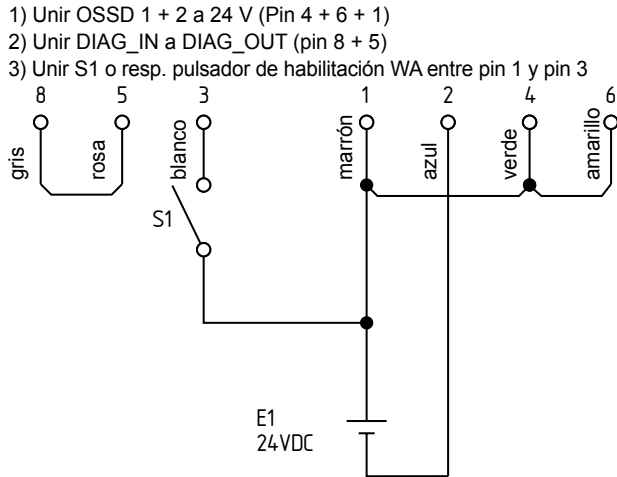 1) Unir OSSD 1 + 2 a 24 V (Pin 4 + 6 + 1)
2) Unir DIAG_IN a DIAG_OUT (pin 8 + 5)
3) Unir S1 o resp. pulsador de habilitación WA entre pin 1 y pin 3
8 5 3 1 2 4 6
gris rosa blanco marrón azul verde amarillo
S1
E1
24VDC